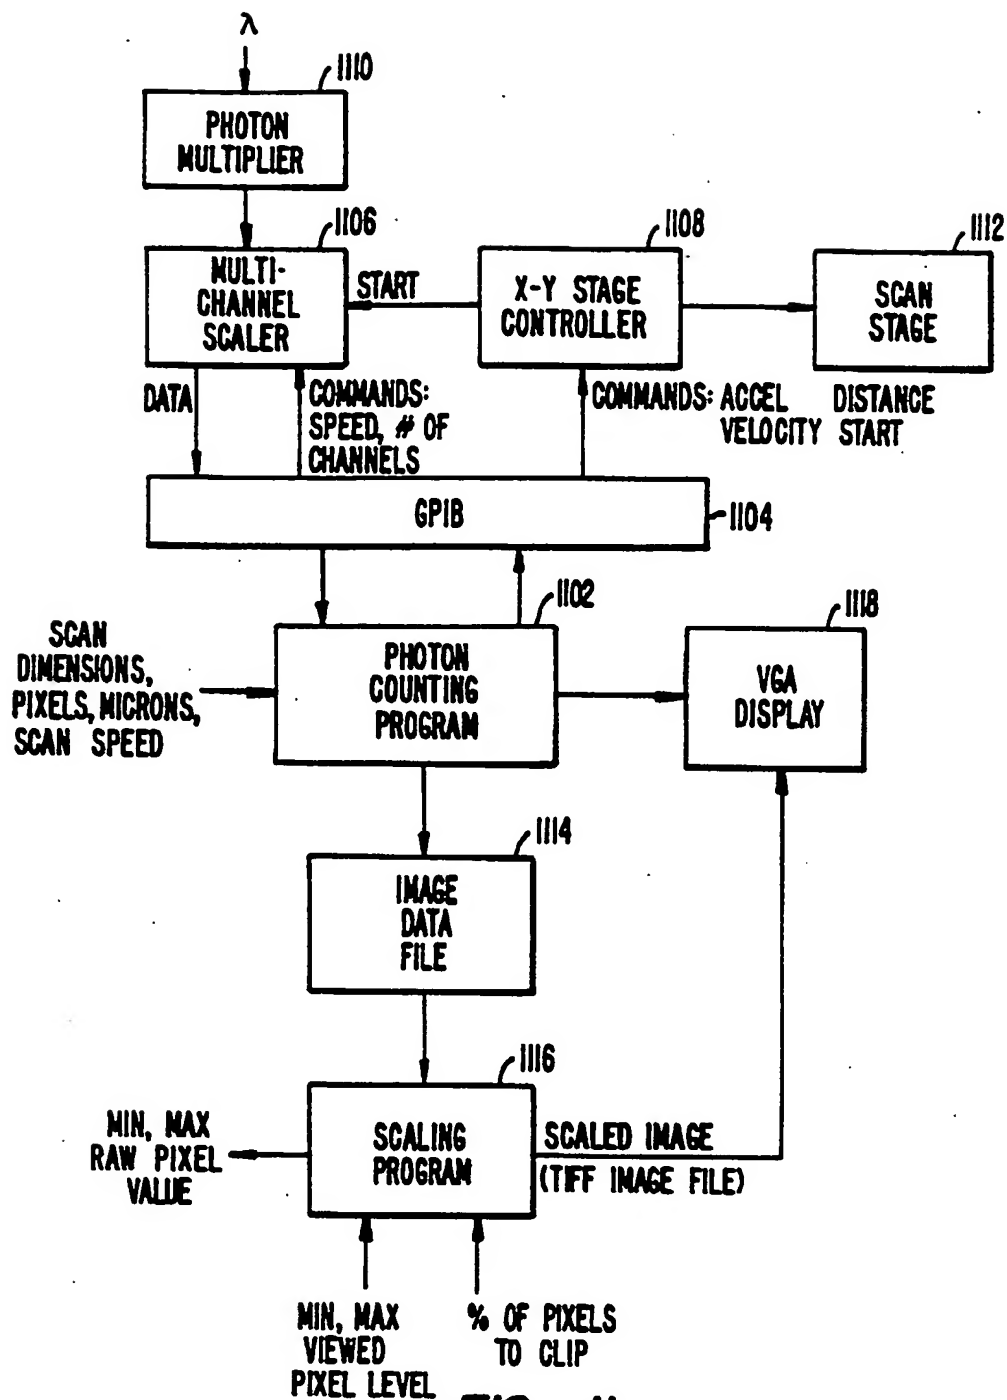 λ
1110
PHOTON
MULTIPLIER
1106
MULTI-
CHANNEL
SCALER
START
1108
X-Y STAGE
CONTROLLER
1112
SCAN
STAGE
DATA
COMMANDS:
SPEED, # OF
CHANNELS
COMMANDS: ACCEL DISTANCE
VELOCITY START
GPIB
1104
1102
SCAN
DIMENSIONS,
PIXELS, MICRONS,
SCAN SPEED
PHOTON
COUNTING
PROGRAM
1118
VGA
DISPLAY
1114
IMAGE
DATA
FILE
1116
MIN, MAX
RAW PIXEL
VALUE
SCALING
PROGRAM
SCALED IMAGE
(TIFF IMAGE FILE)
MIN, MAX
VIEWED
PIXEL LEVEL
% OF PIXELS
TO CLIP